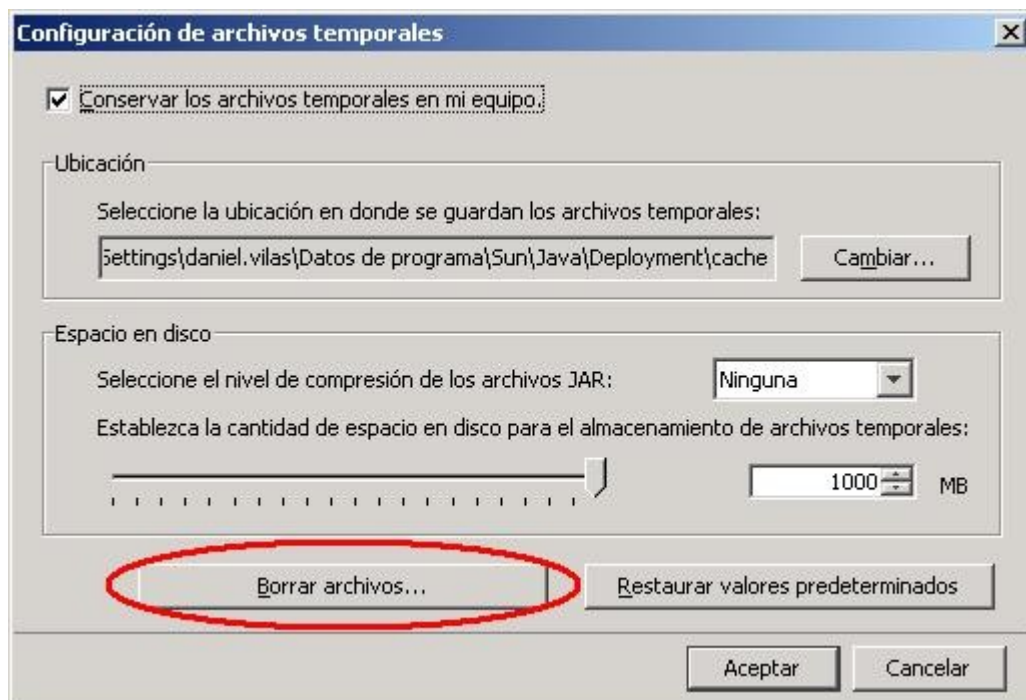 Configuración de archivos temporales
Conservar los archivos temporales en mi equipo.
Ubicación
Seleccione la ubicación en donde se guardan los archivos temporales:
Settings\daniel.vilas\Datos de programa\Sun\Java\Deployment\cache
Cambiar...
Espacio en disco
Seleccione el nivel de compresión de los archivos JAR:
Ninguna
Establezca la cantidad de espacio en disco para el almacenamiento de archivos temporales:
1000 MB
Borrar archivos...
Restaurar valores predeterminados
Aceptar
Cancelar